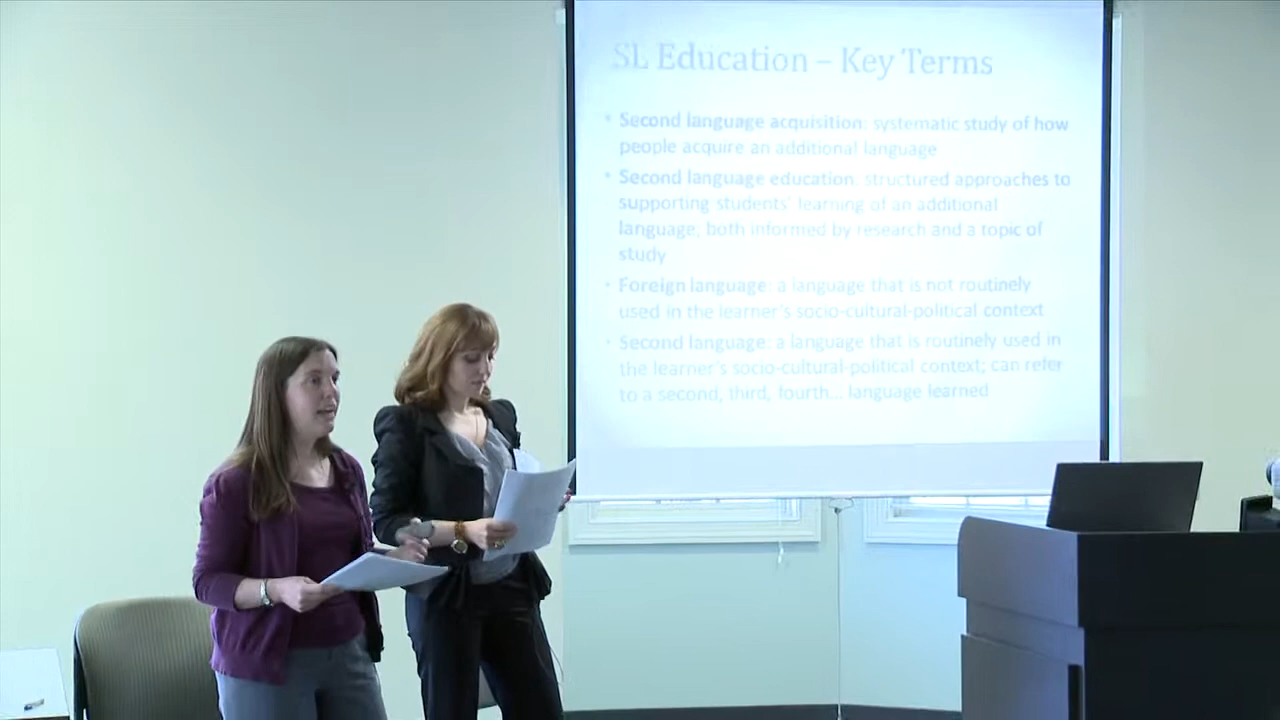 SL Education – Key Terms
• Second language acquisition: systematic study of how
people acquire an additional language
• Second language education: structured approaches to
supporting students' learning of an additional
language, both informed by research and a topic of
study
• Foreign language: a language that is not routinely
used in the learner's socio-cultural-political context
• Second language: a language that is routinely used in
the learner's socio-cultural-political context; can refer
to a second, third, fourth... language learned